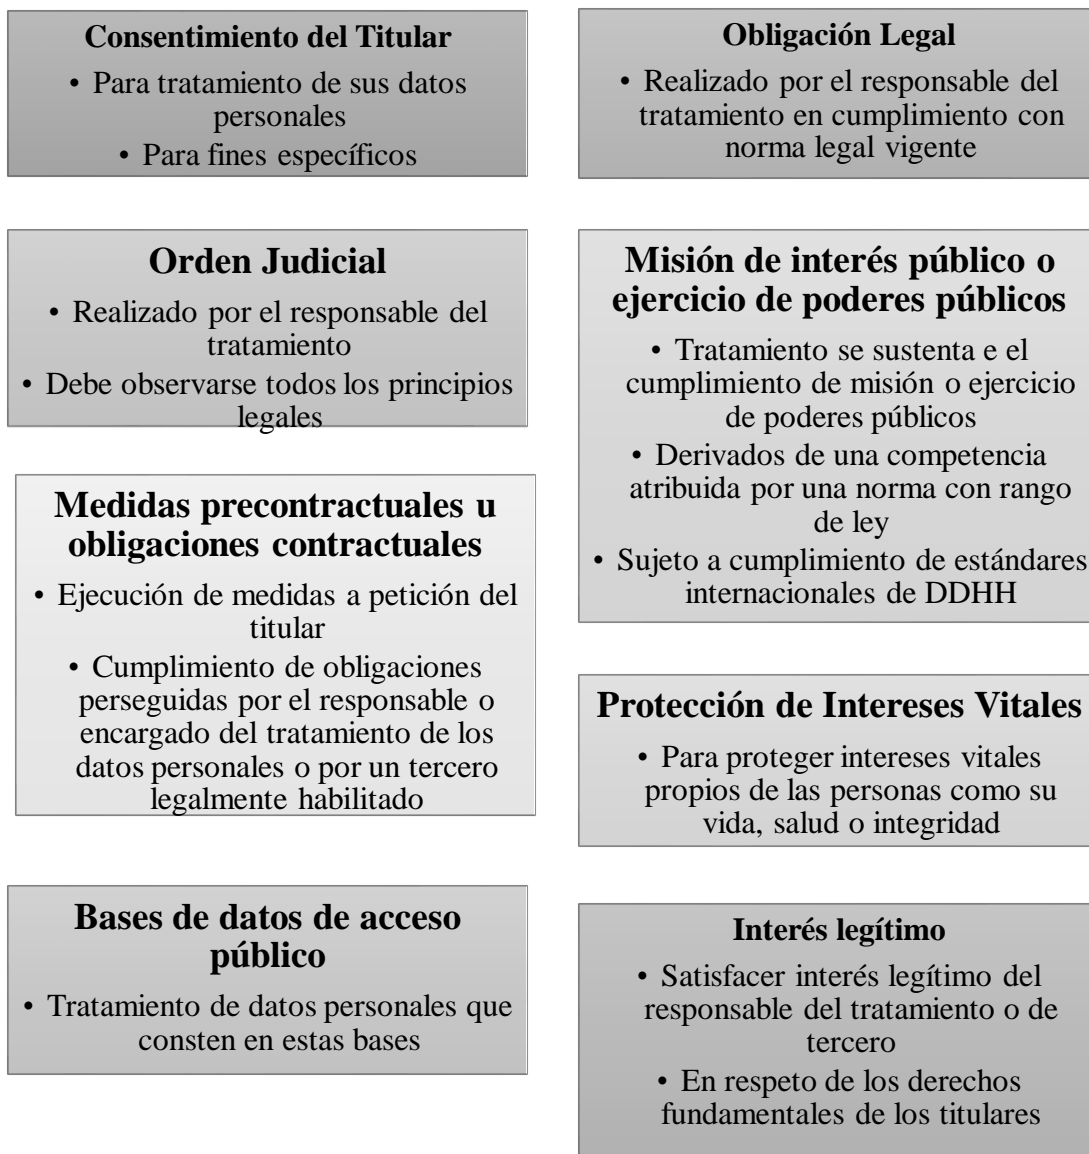 Consentimiento del Titular
• Para tratamiento de sus datos
personales
• Para fines específicos
Obligación Legal
• Realizado por el responsable del
tratamiento en cumplimiento con
norma legal vigente
Orden Judicial
• Realizado por el responsable del
tratamiento
• Debe observarse todos los principios
legales
Misión de interés público o
ejercicio de poderes públicos
• Tratamiento se sustenta e el
cumplimiento de misión o ejercicio
de poderes públicos
• Derivados de una competencia
atribuida por una norma con rango
de ley
• Sujeto a cumplimiento de estándares
internacionales de DDHH
Medidas precontractuales u
obligaciones contractuales
• Ejecución de medidas a petición del
titular
• Cumplimiento de obligaciones
perseguidas por el responsable o
encargado del tratamiento de los
datos personales o por un tercero
legalmente habilitado
Protección de Intereses Vitales
• Para proteger intereses vitales
propios de las personas como su
vida, salud o integridad
Bases de datos de acceso
público
• Tratamiento de datos personales que
consten en estas bases
Interés legítimo
• Satisfacer interés legítimo del
responsable del tratamiento o de
tercero
• En respeto de los derechos
fundamentales de los titulares